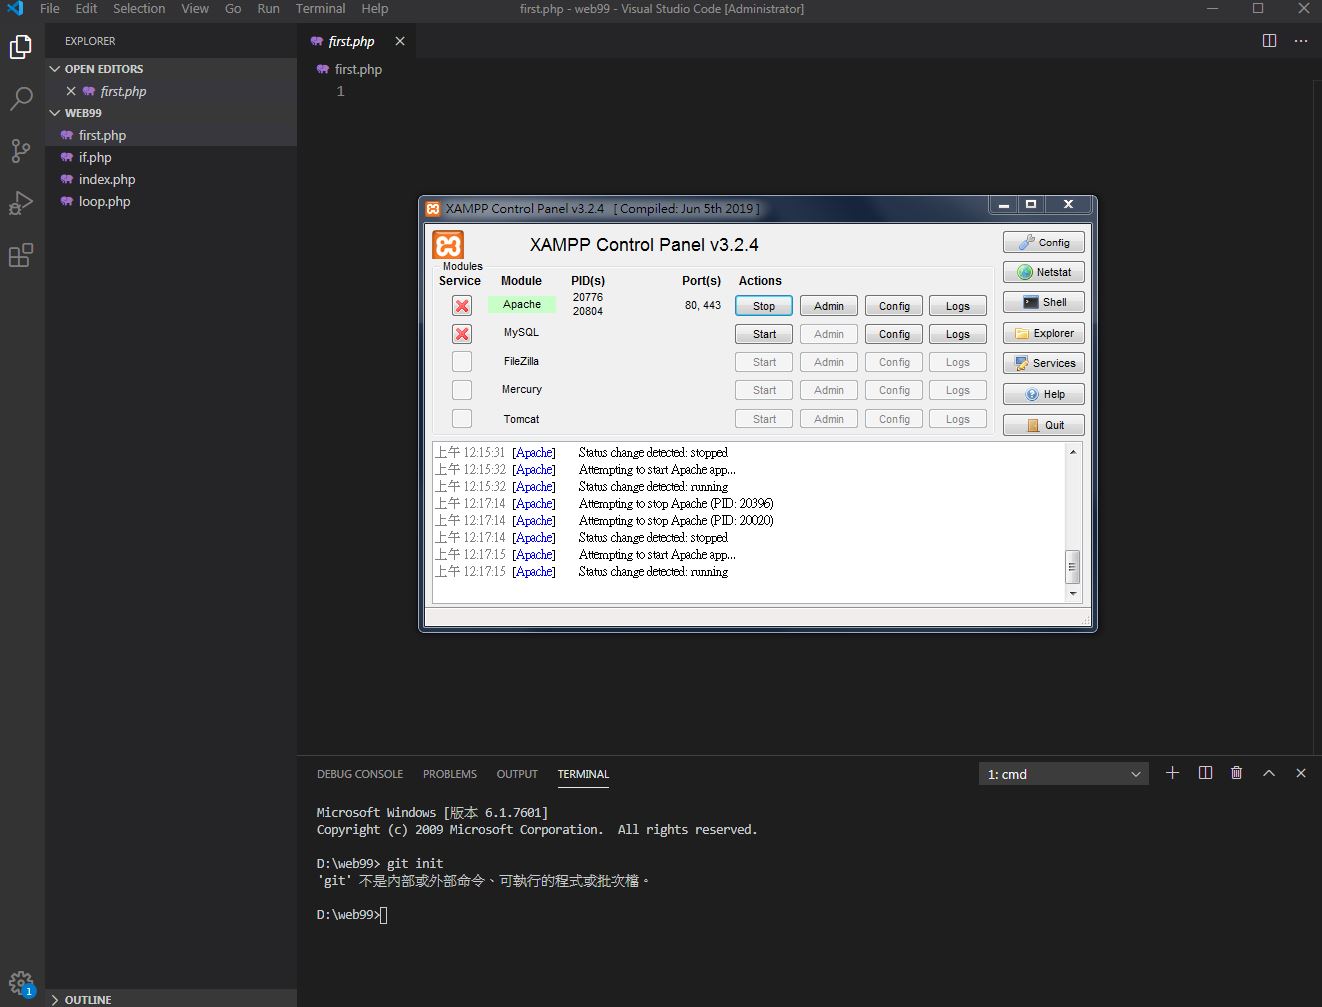 File Edit Selection View Go Run Terminal Help
first.php - web99 - Visual Studio Code [Administrator]
EXPLORER
OPEN EDITORS
first.php
WEB99
first.php
if.php
index.php
loop.php
OUTLINE
1
first.php
first.php
1
XAMPP Control Panel v3.2.4 [ Compiled: Jun 5th 2019 ]
XAMPP Control Panel v3.2.4
Modules
Service Module PID(s) Port(s) Actions
Apache 20776 20804 80, 443 Stop Admin Config Logs
MySQL Start Admin Config Logs
FileZilla Start Admin Config Logs
Mercury Start Admin Config Logs
Tomcat Start Admin Config Logs
Config
Netstat
Shell
Explorer
Services
Help
Quit
上午 12:15:31 [Apache] Status change detected: stopped
上午 12:15:32 [Apache] Attempting to start Apache app...
上午 12:15:32 [Apache] Status change detected: running
上午 12:17:14 [Apache] Attempting to stop Apache (PID: 20396)
上午 12:17:14 [Apache] Attempting to stop Apache (PID: 20020)
上午 12:17:14 [Apache] Status change detected: stopped
上午 12:17:15 [Apache] Attempting to start Apache app...
上午 12:17:15 [Apache] Status change detected: running
DEBUG CONSOLE PROBLEMS OUTPUT TERMINAL
1: cmd
Microsoft Windows [版本 6.1.7601]
Copyright (c) 2009 Microsoft Corporation. All rights reserved.
D:\web99> git init
'git' 不是內部或外部命令、可執行的程式或批次檔。
D:\web99>